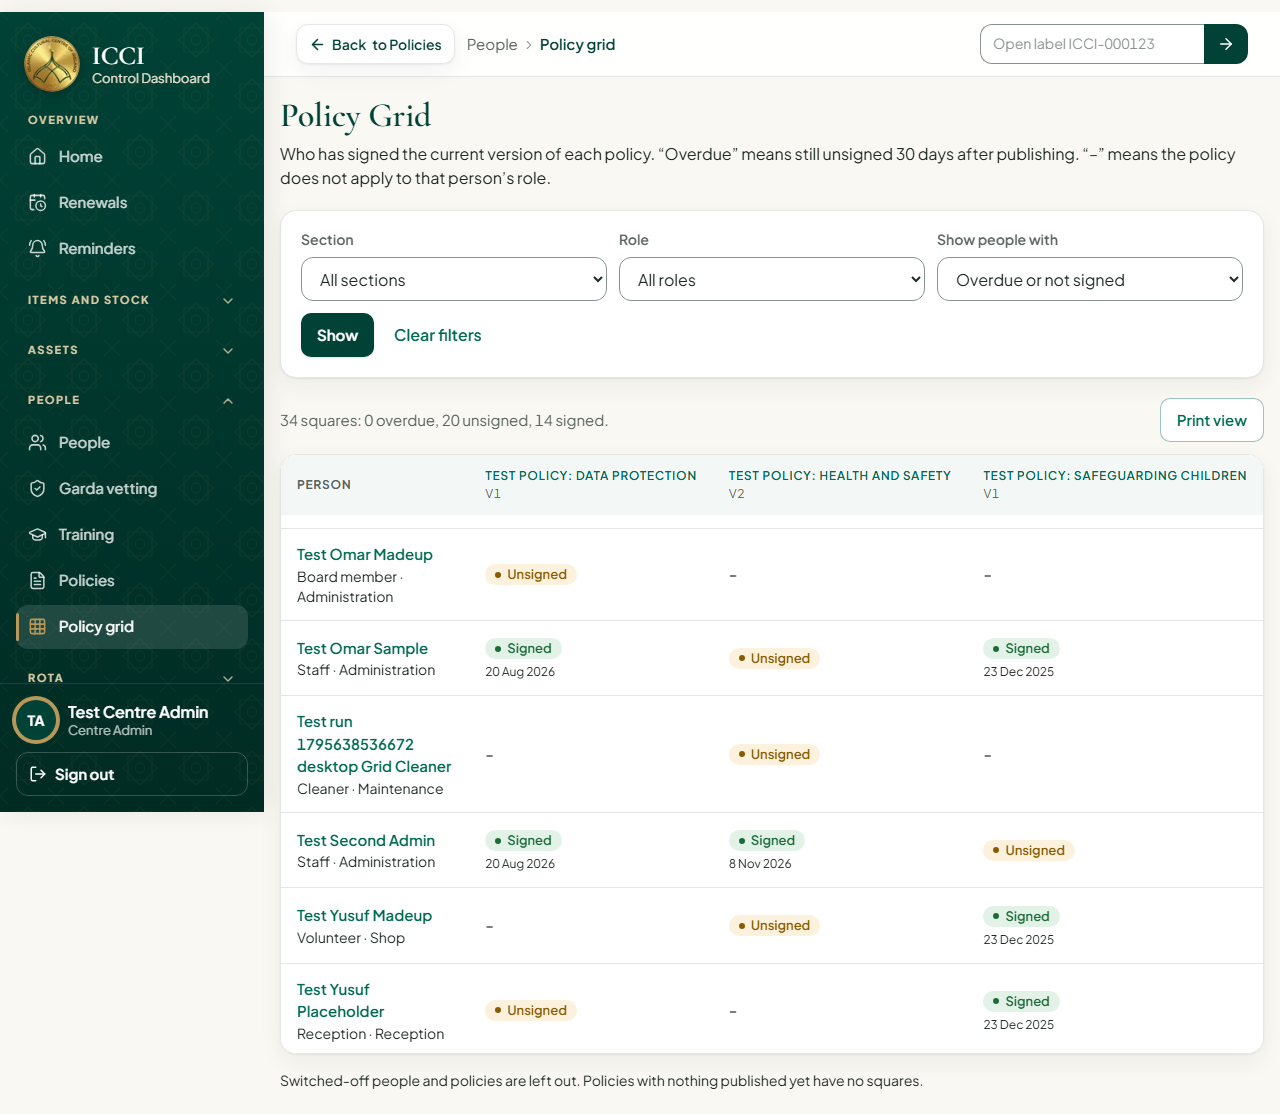 ICCI
Control Dashboard
OVERVIEW
Home
Renewals
Reminders
ITEMS AND STOCK
ASSETS
PEOPLE
People
Garda vetting
Training
Policies
Policy grid
ROTA
TA
Test Centre Admin
Centre Admin
Sign out
Back to Policies
People
Policy grid
Open label ICCI-000123
Policy Grid
Who has signed the current version of each policy. “Overdue” means still unsigned 30 days after publishing. “–” means the policy
does not apply to that person’s role.
Section
Role
Show people with
All sections
All roles
Overdue or not signed
Show
Clear filters
34 squares: 0 overdue, 20 unsigned, 14 signed.
Print view
PERSON
TEST POLICY: DATA PROTECTION
V1
TEST POLICY: HEALTH AND SAFETY
V2
TEST POLICY: SAFEGUARDING CHILDREN
V1
Test Omar Madeup
Board member ·
Administration
Unsigned
–
–
Test Omar Sample
Staff · Administration
Signed
20 Aug 2026
Unsigned
Signed
23 Dec 2025
Test run
1795638536672
desktop Grid Cleaner
Cleaner · Maintenance
–
Unsigned
–
Test Second Admin
Staff · Administration
Signed
20 Aug 2026
Signed
8 Nov 2026
Unsigned
Test Yusuf Madeup
Volunteer · Shop
–
Unsigned
Signed
23 Dec 2025
Test Yusuf
Placeholder
Reception · Reception
Unsigned
–
Signed
23 Dec 2025
Switched-off people and policies are left out. Policies with nothing published yet have no squares.